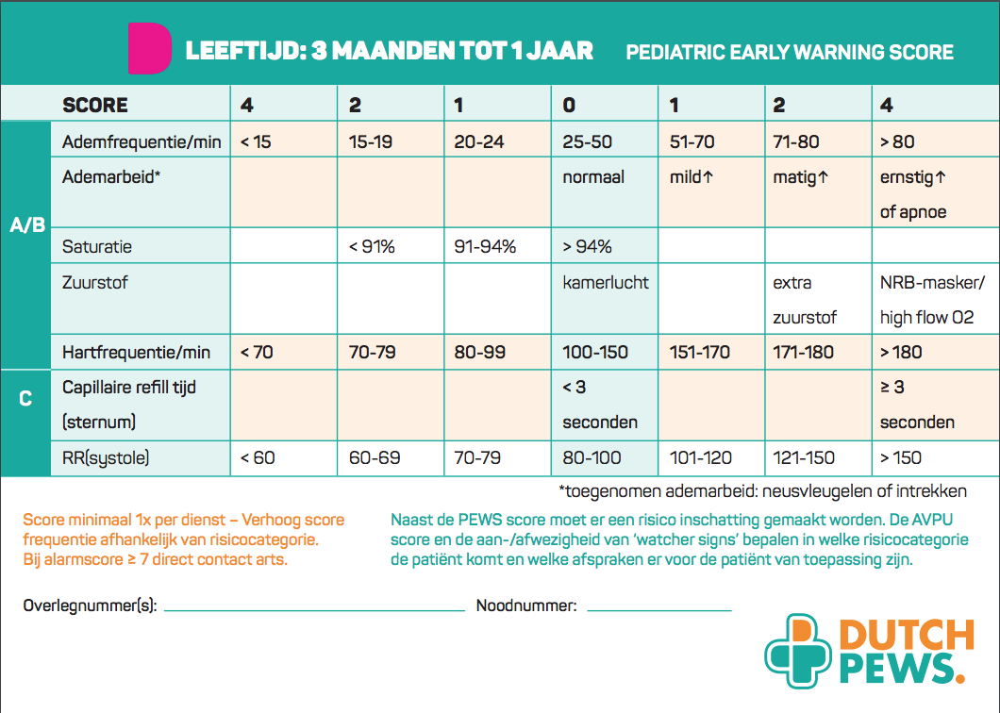 LEEFTIJD: 3 MAANDEN TOT 1 JAAR PEDIATRIC EARLY WARNING SCORE
SCORE 4 2 1 0 1 2 4
A/B
Ademfrequentie/min < 15 15-19 20-24 25-50 51-70 71-80 > 80
Ademarbeid* normaal mild↑ matig↑ ernstig↑
of apnoe
Saturatie < 91% 91-94% > 94%
Zuurstof kamerlucht extra NRB-masker/
zuurstof high flow O2
Hartfrequentie/min < 70 70-79 80-99 100-150 151-170 171-180 > 180
C
Capillaire refill tijd < 3 ≥ 3
(sternum) seconden seconden
RR(systole) < 60 60-69 70-79 80-100 101-120 121-150 > 150
*toegenomen ademarbeid: neusvleugelen of intrekken
Score minimaal 1x per dienst – Verhoog score
frequentie afhankelijk van risicocategorie.
Bij alarmscore ≥ 7 direct contact arts.
Naast de PEWS score moet er een risico inschatting gemaakt worden. De AVPU
score en de aan-/afwezigheid van 'watcher signs' bepalen in welke risicocategorie
de patiënt komt en welke afspraken er voor de patiënt van toepassing zijn.
Overlegnummer(s): Noodnummer:
DUTCH
PEWS.